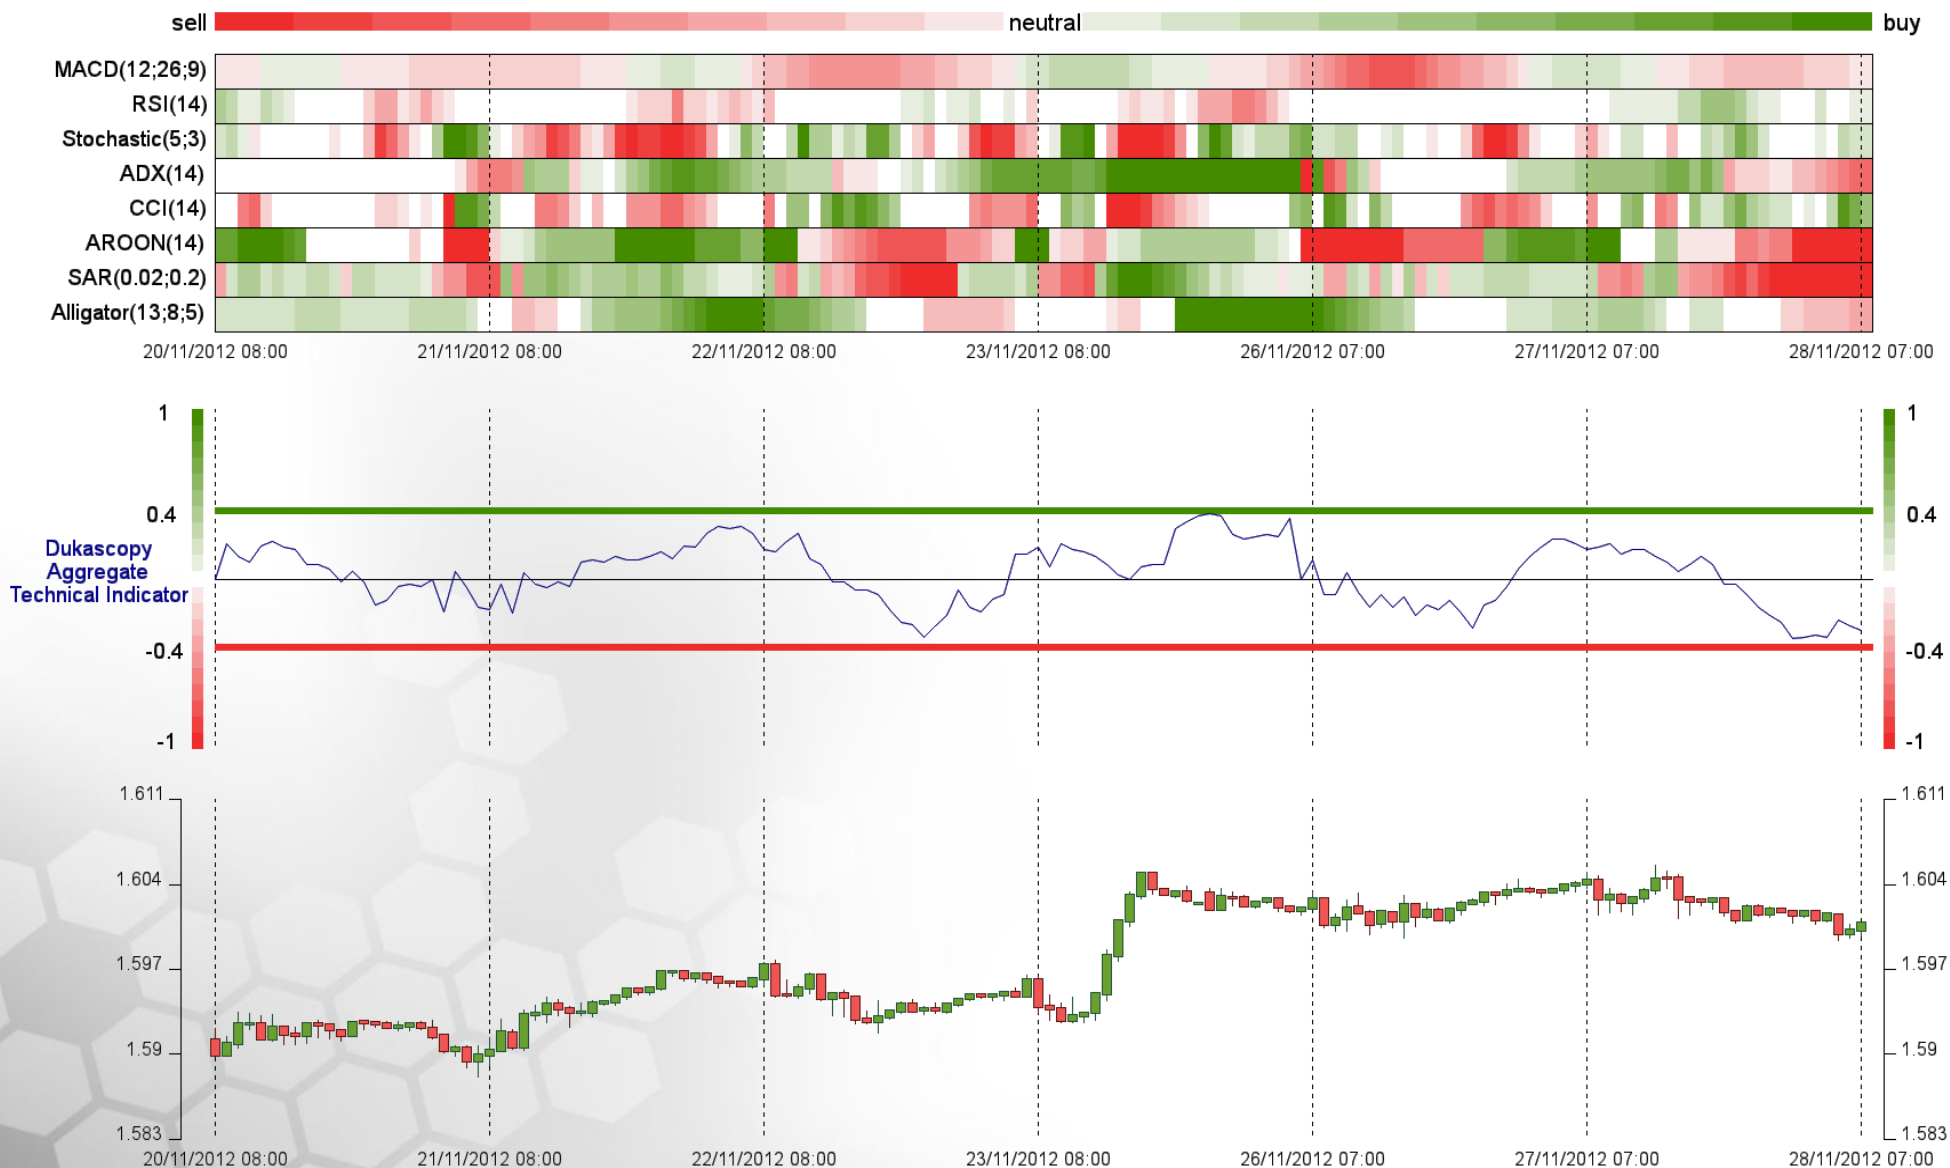 sell neutral buy
MACD(12;26;9)
RSI(14)
Stochastic(5;3)
ADX(14)
CCI(14)
AROON(14)
SAR(0.02;0.2)
Alligator(13;8;5)
20/11/2012 08:00 21/11/2012 08:00 22/11/2012 08:00 23/11/2012 08:00 26/11/2012 07:00 27/11/2012 07:00 28/11/2012 07:00
1 1
0.4 0.4
Dukascopy
Aggregate
Technical Indicator
-0.4 -0.4
-1 -1
1.611 1.611
1.604 1.604
1.597 1.597
1.59 1.59
1.583 1.583
20/11/2012 08:00 21/11/2012 08:00 22/11/2012 08:00 23/11/2012 08:00 26/11/2012 07:00 27/11/2012 07:00 28/11/2012 07:00